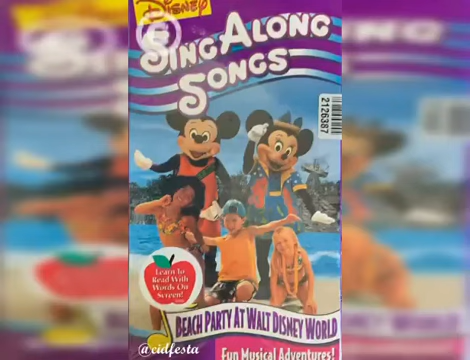 Disney
Sing Along
Songs
2126387
Learn To
Read With
Words On
Screen!
BEACH PARTY AT WALT DISNEY WORLD
Fun Musical Adventures!
@cidfesta